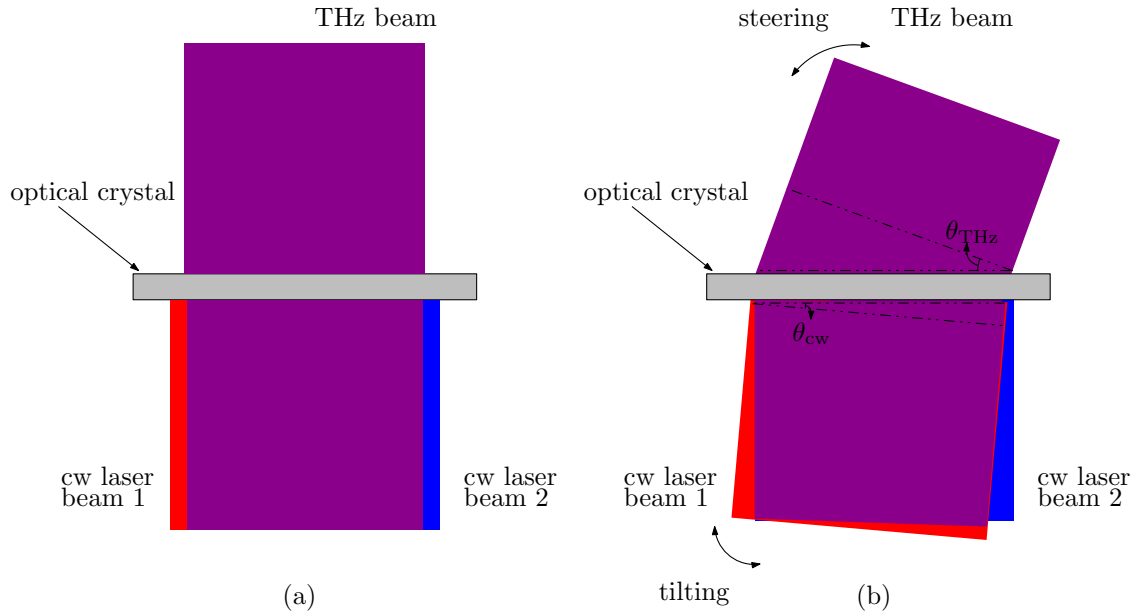 THz beam
optical crystal
cw laser
beam 1
cw laser
beam 2
(a)
steering
THz beam
optical crystal
θTHz
θcw
cw laser
beam 1
cw laser
beam 2
tilting
(b)